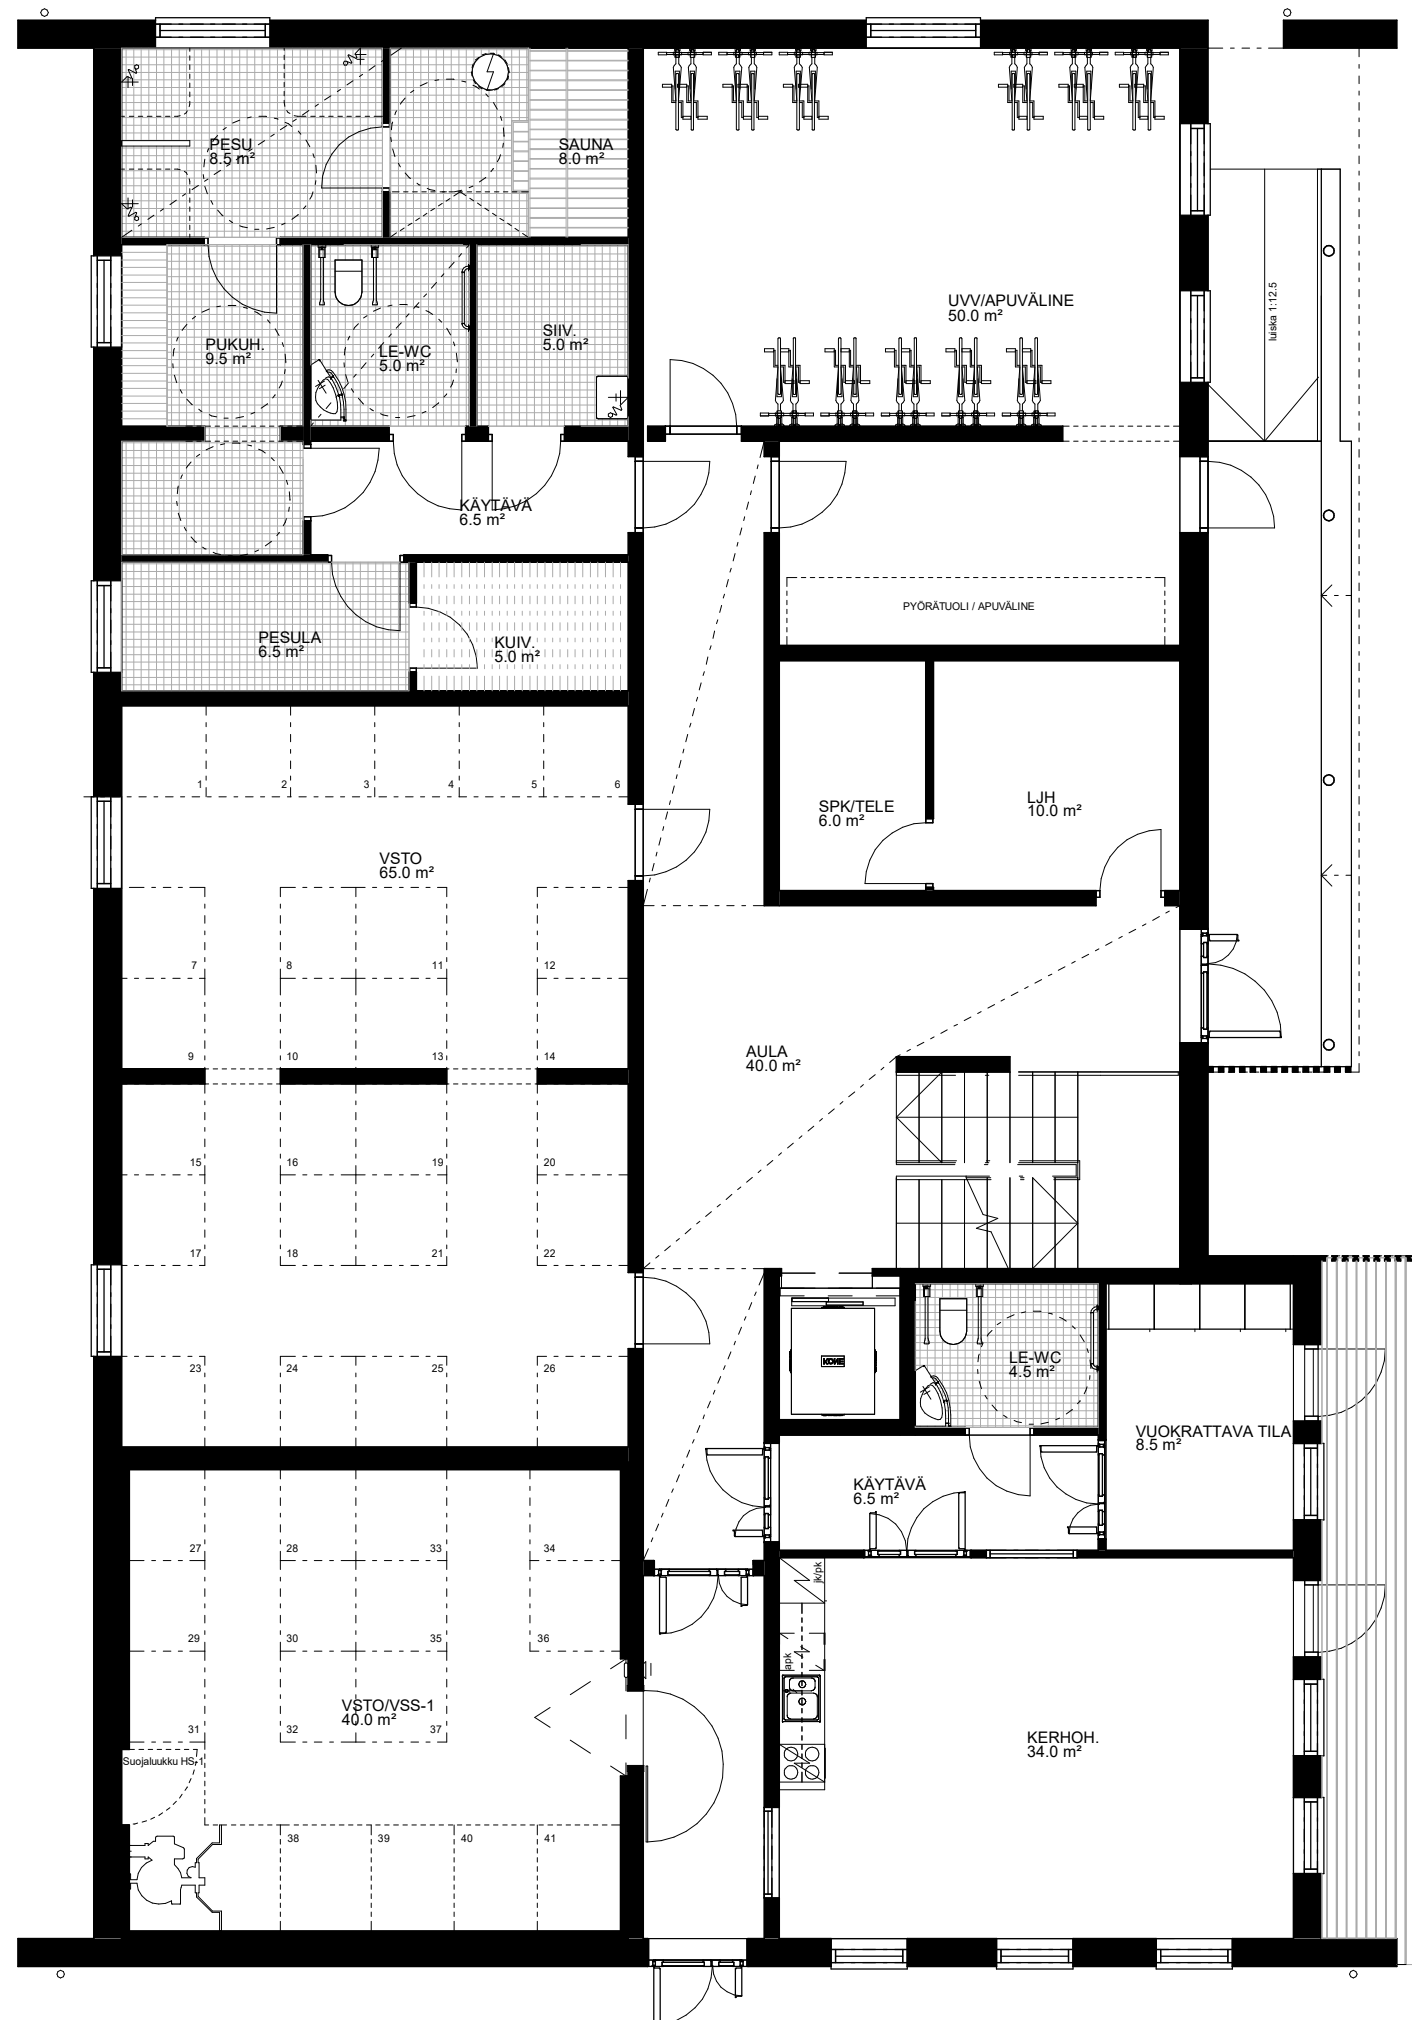 PESU
8.5 m²
SAUNA
8.0 m²
UVV/APUVÄLINE
50.0 m²
luiska 1:12.5
PUKUH.
9.5 m²
LE-WC
5.0 m²
SIIV.
5.0 m²
KÄYTÄVÄ
6.5 m²
PYÖRÄTUOLI / APUVÄLINE
PESULA
6.5 m²
KUIV.
5.0 m²
1
2
3
4
5
6
SPK/TELE
6.0 m²
LJH
10.0 m²
VSTO
65.0 m²
7
8
11
12
9
10
13
14
AULA
40.0 m²
15
16
19
20
17
18
21
22
23
24
25
26
KONE
LE-WC
4.5 m²
VUOKRATTAVA TILA
8.5 m²
KÄYTÄVÄ
6.5 m²
27
28
33
34
jk/pk
29
30
35
36
apk
VSTO/VSS-1
40.0 m²
31
32
37
KERHOH.
34.0 m²
Suojaluukku HS-1
38
39
40
41